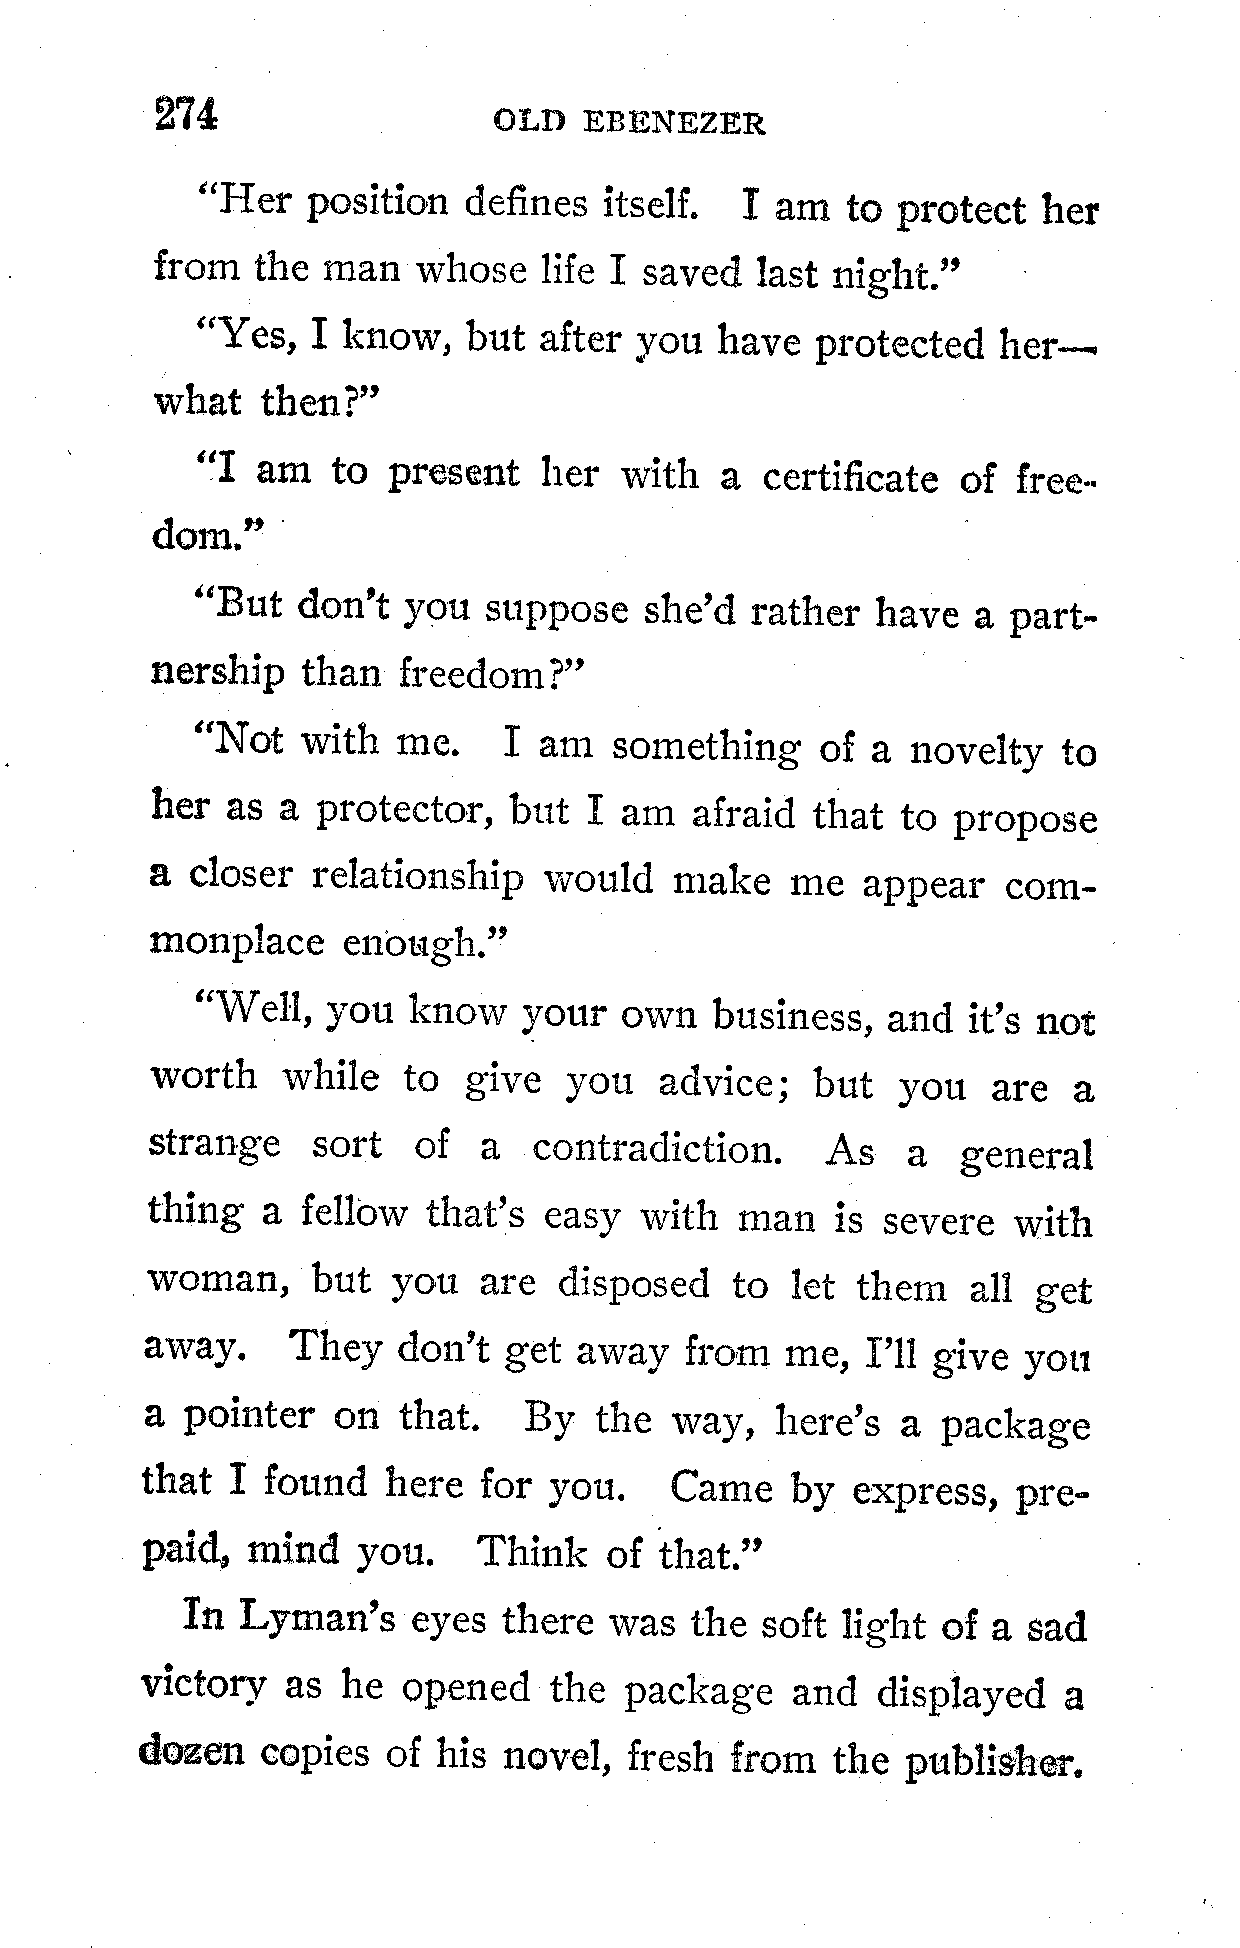 274 OLD EBENEZER
“Her position defines itself. I am to protect her
from the man whose life I saved last night.”
“Yes, I know, but after you have protected her—
what then?”
“I am to present her with a certificate of free-
dom.”
“But don’t you suppose she’d rather have a part-
nership than freedom?”
“Not with me. I am something of a novelty to
her as a protector, but I am afraid that to propose
a closer relationship would make me appear com-
monplace enough.”
“Well, you know your own business, and it’s not
worth while to give you advice; but you are a
strange sort of a contradiction. As a general
thing a fellow that’s easy with man is severe with
woman, but you are disposed to let them all get
away. They don’t get away from me, I’ll give you
a pointer on that. By the way, here’s a package
that I found here for you. Came by express, pre-
paid, mind you. Think of that.”
In Lyman’s eyes there was the soft light of a sad
victory as he opened the package and displayed a
dozen copies of his novel, fresh from the publisher.